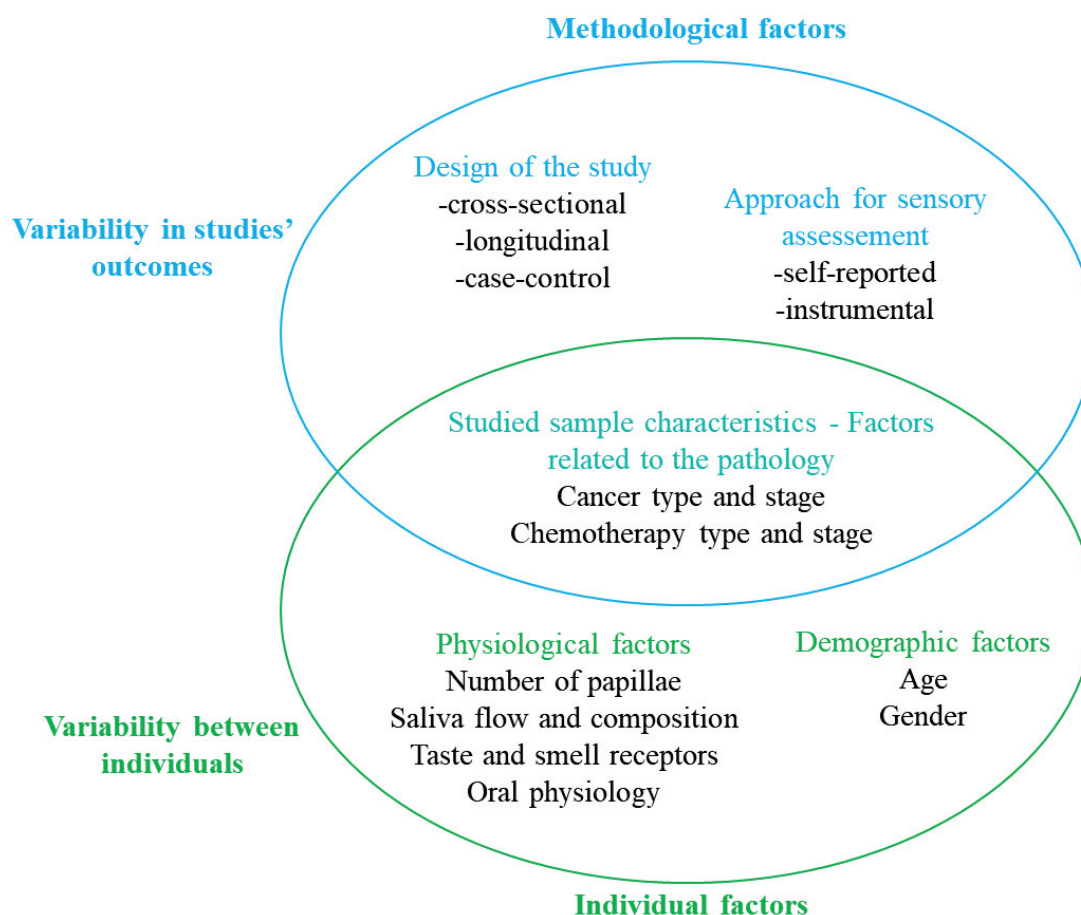 Methodological factors
Design of the study
-cross-sectional
-longitudinal
-case-control
Approach for sensory
assessement
-self-reported
-instrumental
Variability in studies’
outcomes
Studied sample characteristics - Factors
related to the pathology
Cancer type and stage
Chemotherapy type and stage
Physiological factors
Number of papillae
Saliva flow and composition
Taste and smell receptors
Oral physiology
Demographic factors
Age
Gender
Variability between
individuals
Individual factors